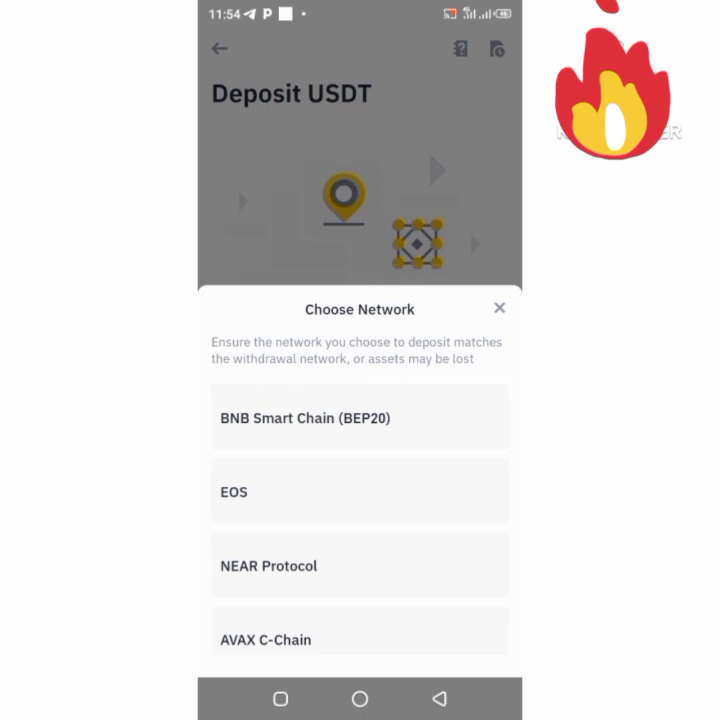 11:54
Deposit USDT
Choose Network
Ensure the network you choose to deposit matches
the withdrawal network, or assets may be lost
BNB Smart Chain (BEP20)
EOS
NEAR Protocol
AVAX C-Chain